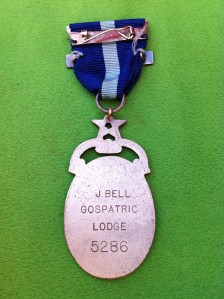 J. BELL
GOSPATRIC
LODGE
5286